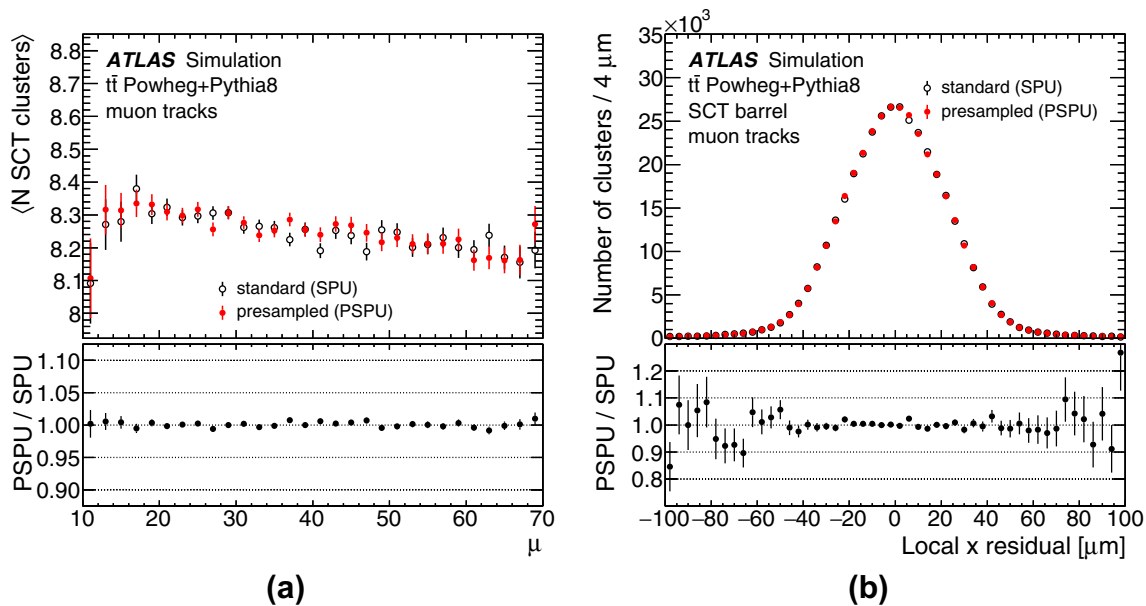 ⟨N SCT clusters⟩
8.8
8.7
8.6
8.5
8.4
8.3
8.2
8.1
8
ATLAS Simulation
tt̄ Powheg+Pythia8
muon tracks
standard (SPU)
presampled (PSPU)
PSPU / SPU
1.10
1.05
1.00
0.95
0.90
10 20 30 40 50 60 70
μ
(a)
×10³
Number of clusters / 4 μm
35
30
25
20
15
10
5
0
ATLAS Simulation
tt̄ Powheg+Pythia8
SCT barrel
muon tracks
standard (SPU)
presampled (PSPU)
PSPU / SPU
1.2
1.1
1.0
0.9
0.8
−100 −80 −60 −40 −20 0 20 40 60 80 100
Local x residual [μm]
(b)